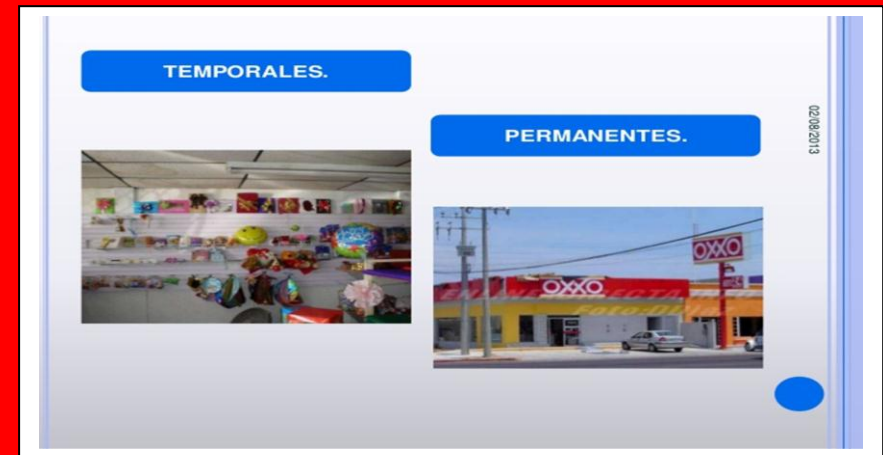 TEMPORALES.
PERMANENTES.
02/08/2013
OXXO
OXXO